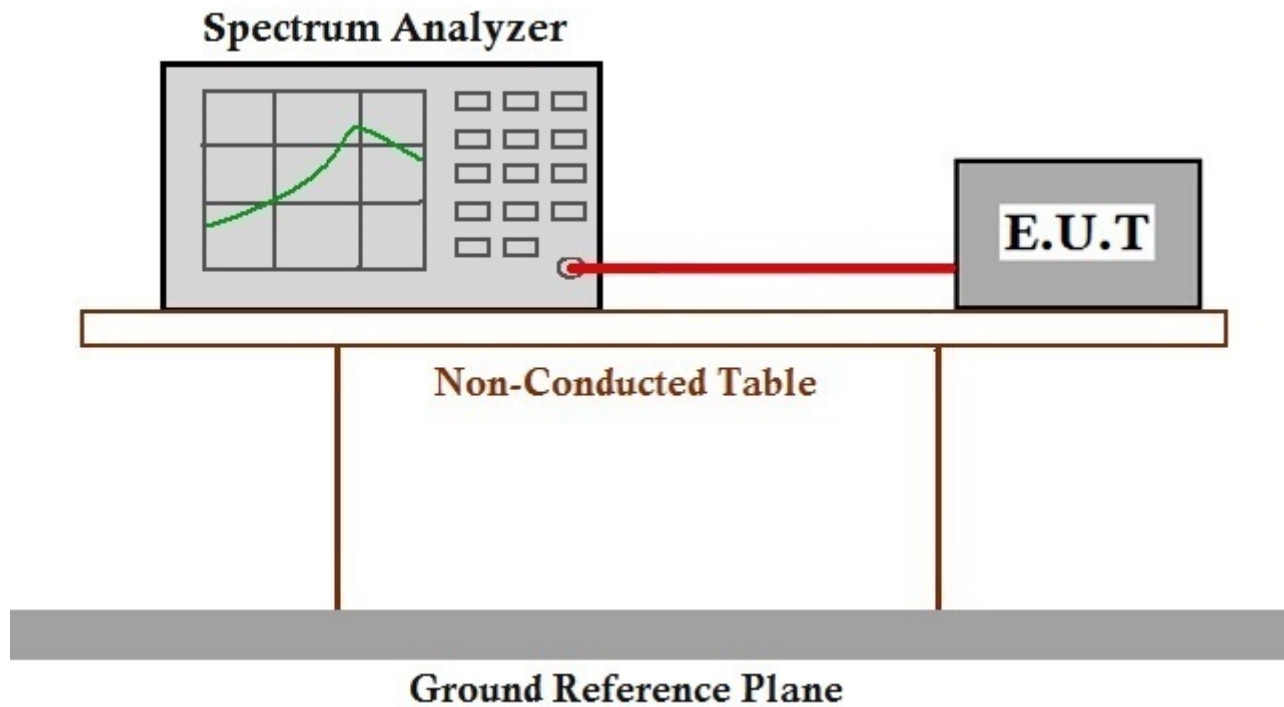 Spectrum Analyzer
E.U.T
Non-Conducted Table
Ground Reference Plane